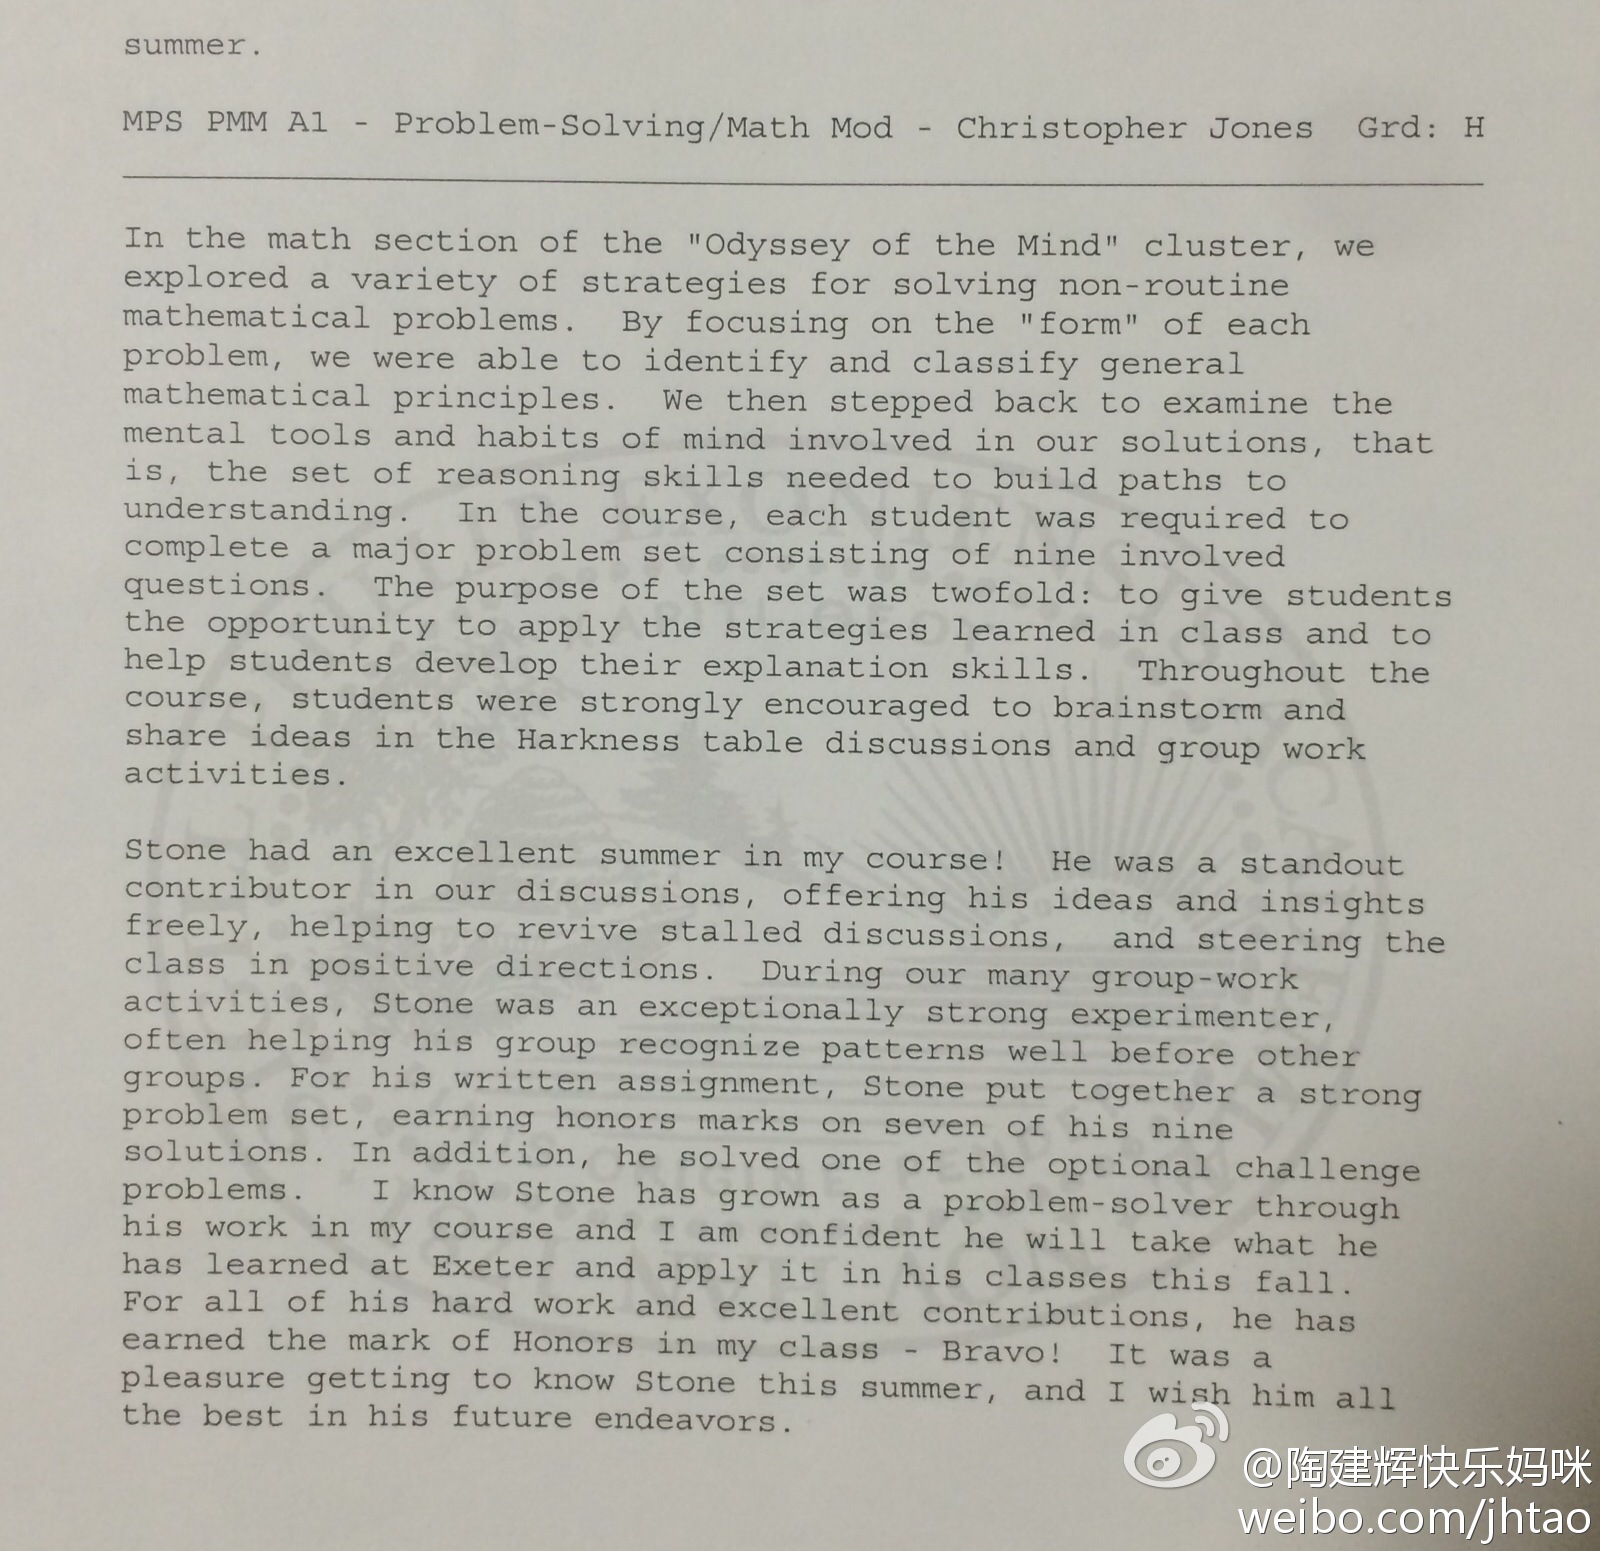 summer.
MPS PMM A1 - Problem-Solving/Math Mod - Christopher Jones  Grd: H
In the math section of the "Odyssey of the Mind" cluster, we
explored a variety of strategies for solving non-routine
mathematical problems.  By focusing on the "form" of each
problem, we were able to identify and classify general
mathematical principles.  We then stepped back to examine the
mental tools and habits of mind involved in our solutions, that
is, the set of reasoning skills needed to build paths to
understanding.  In the course, each student was required to
complete a major problem set consisting of nine involved
questions.  The purpose of the set was twofold: to give students
the opportunity to apply the strategies learned in class and to
help students develop their explanation skills.  Throughout the
course, students were strongly encouraged to brainstorm and
share ideas in the Harkness table discussions and group work
activities.
Stone had an excellent summer in my course!  He was a standout
contributor in our discussions, offering his ideas and insights
freely, helping to revive stalled discussions,  and steering the
class in positive directions.  During our many group-work
activities, Stone was an exceptionally strong experimenter,
often helping his group recognize patterns well before other
groups. For his written assignment, Stone put together a strong
problem set, earning honors marks on seven of his nine
solutions. In addition, he solved one of the optional challenge
problems.   I know Stone has grown as a problem-solver through
his work in my course and I am confident he will take what he
has learned at Exeter and apply it in his classes this fall.
For all of his hard work and excellent contributions, he has
earned the mark of Honors in my class - Bravo!  It was a
pleasure getting to know Stone this summer, and I wish him all
the best in his future endeavors.
@陶建辉快乐妈咪
weibo.com/jhtao